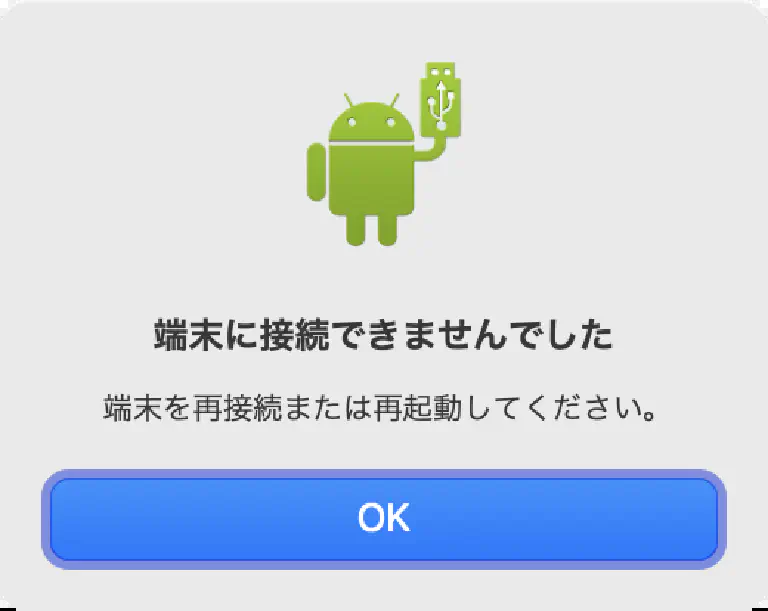 端末に接続できませんでした
端末を再接続または再起動してください。
OK